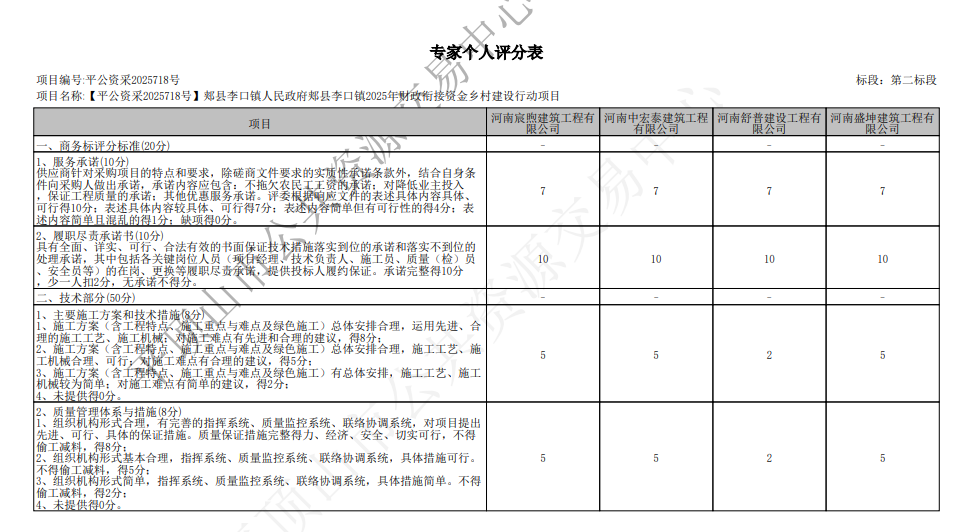 专家个人评分表
项目编号:平公资采2025718号
标段: 第二标段
项目名称:【平公资采2025718号】郏县李口镇人民政府郏县李口镇2025年财政衔接资金乡村建设行动项目
项目
河南宸煦建筑工程有限公司
河南中宏泰建筑工程有限公司
河南舒普建设工程有限公司
河南盛坤建筑工程有限公司
一、商务标评分标准(20分)
- - - -
1、服务承诺(10分)
供应商针对采购项目的特点和要求,除磋商文件要求的实质性承诺条款外,结合自身条
件向采购人做出承诺,承诺内容应包含:不拖欠农民工工资的承诺;对降低业主投入
,保证工程质量的承诺;其他优惠服务承诺。评委根据响应文件的表述具体内容具体、
可行得10分;表述具体内容较具体、可行得7分;表述内容简单但有可行性的得4分;表
述内容简单且混乱的得1分;缺项得0分。
7 7 7 7
2、履职尽责承诺书(10分)
具有全面、详实、可行、合法有效的书面保证技术措施落实到位的承诺和落实不到位的
处理承诺,其中包括各关键岗位人员(项目经理、技术负责人、施工员、质量(检)员
、安全员等)的在岗、更换等履职尽责承诺,提供投标人履约保证。承诺完整得10分
,少一人扣2分,无承诺不得分。
10 10 10 10
二、技术部分(50分)
- - - -
1、主要施工方案和技术措施(8分)
1、施工方案(含工程特点、施工重点与难点及绿色施工)总体安排合理,运用先进、合
理的施工工艺、施工机械;对施工难点有先进和合理的建议,得8分;
2、施工方案(含工程特点、施工重点与难点及绿色施工)总体安排合理,施工工艺、施
工机械合理、可行;对施工难点有合理的建议,得5分;
3、施工方案(含工程特点、施工重点与难点及绿色施工)有总体安排,施工工艺、施工
机械较为简单;对施工难点有简单的建议,得2分;
4、未提供得0分。
5 5 2 5
2、质量管理体系与措施(8分)
1、组织机构形式合理,有完善的指挥系统、质量监控系统、联络协调系统,对项目提出
先进、可行、具体的保证措施。质量保证措施完整得力、经济、安全、切实可行,不得
偷工减料,得8分;
2、组织机构形式基本合理,指挥系统、质量监控系统、联络协调系统,具体措施可行。
不得偷工减料,得5分;
3、组织机构形式简单,指挥系统、质量监控系统、联络协调系统,具体措施简单。不得
偷工减料,得2分;
4、未提供得0分。
5 5 2 5